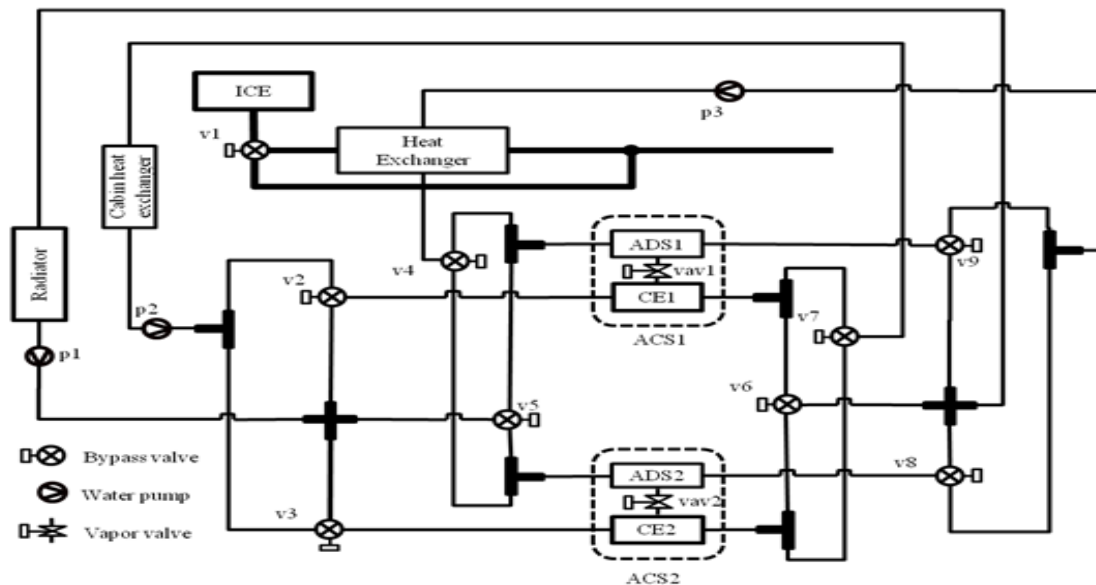 ICE
p3
v1
Heat
Exchanger
Cabin heat
exchanger
Radiator
ADS1
v4
v9
v2
vav1
CE1
p2
v7
ACS1
p1
v6
v5
Bypass valve
ADS2
v8
Water pump
vav2
v3
CE2
Vapor valve
ACS2